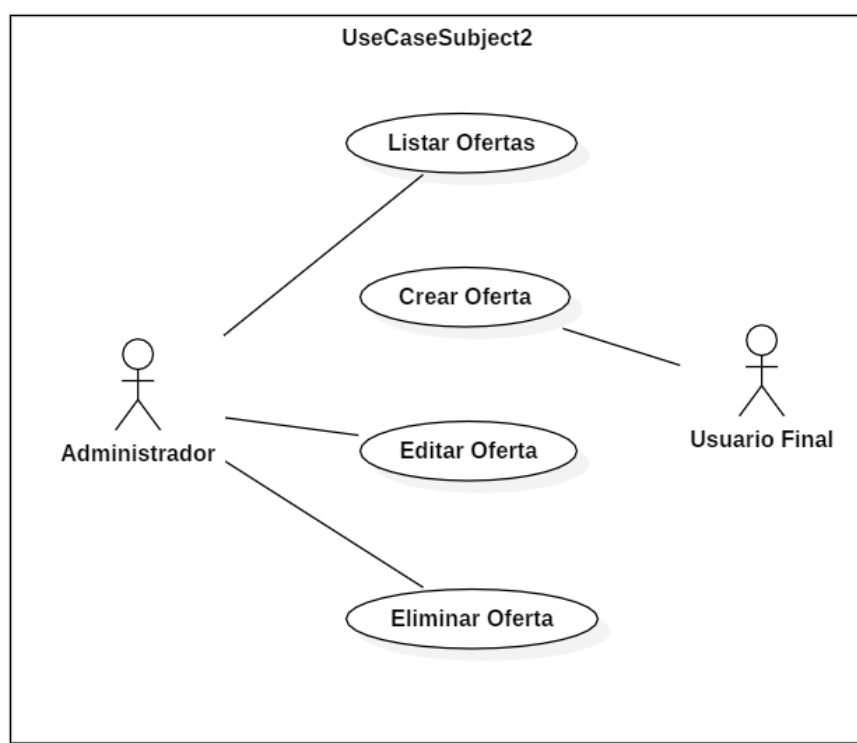 UseCaseSubject2
Listar Ofertas
Crear Oferta
Administrador
Editar Oferta
Usuario Final
Eliminar Oferta